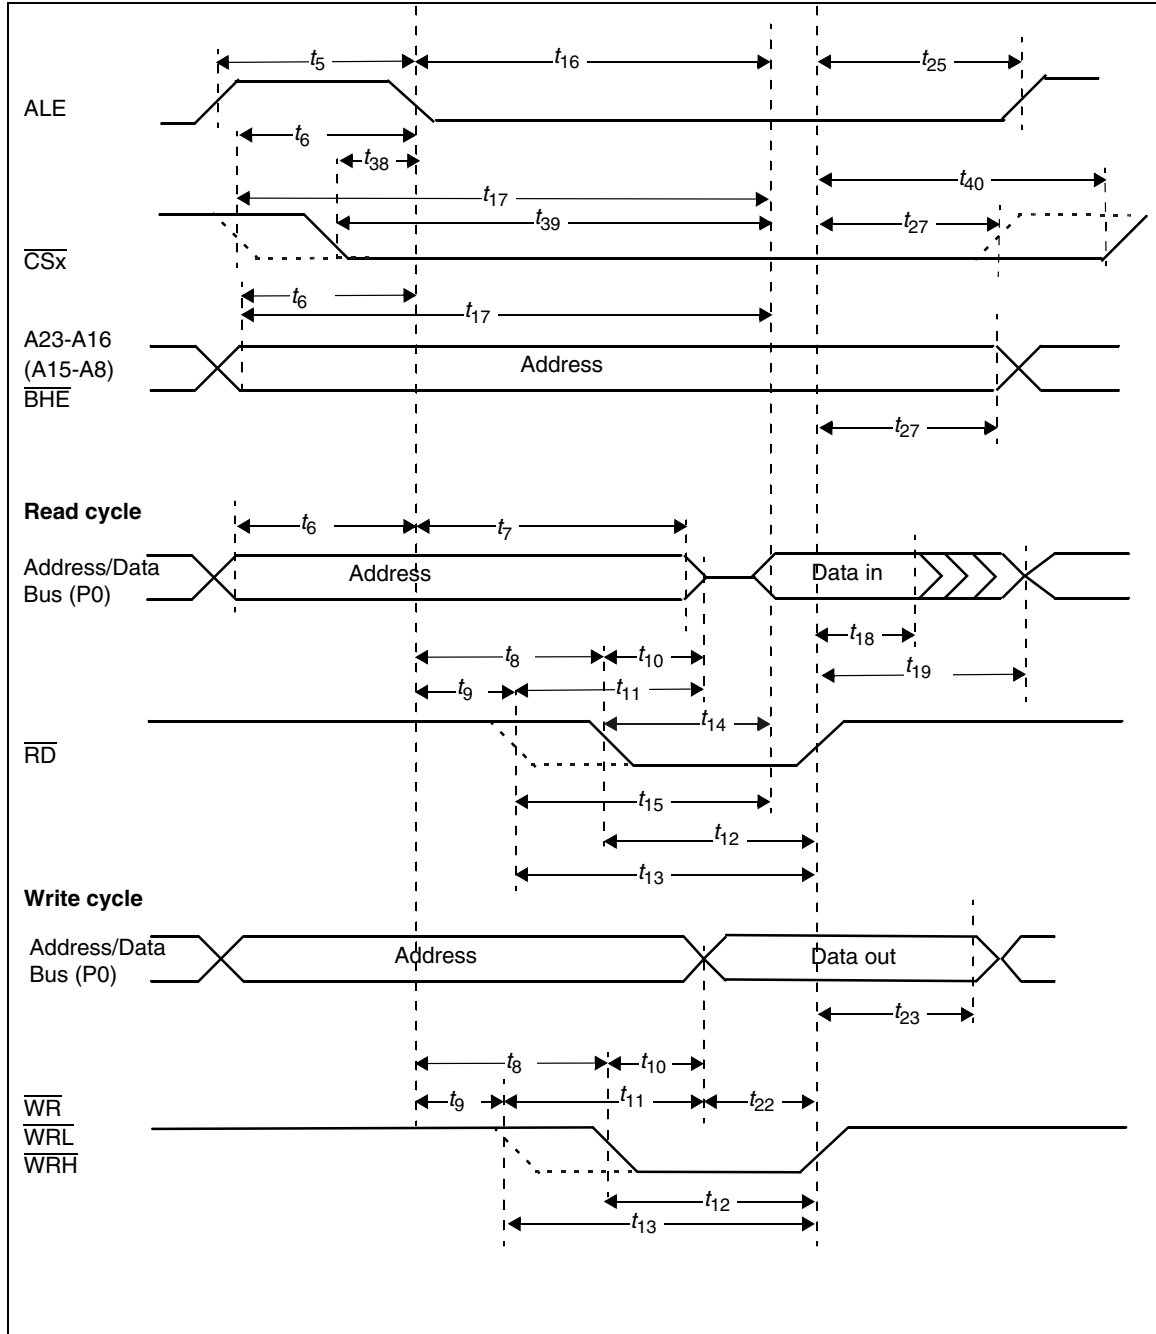 t5
t16
t25
ALE
t6
t38
t40
t17
t39
t27
CSx
t6
t17
A23-A16
(A15-A8)
BHE
Address
t27
Read cycle
t6
t7
Address/Data
Bus (P0)
Address
Data in
t18
t8
t10
t19
t9
t11
t14
RD
t15
t12
t13
Write cycle
Address/Data
Bus (P0)
Address
Data out
t23
t8
t10
t9
t11
t22
WR
WRL
WRH
t12
t13